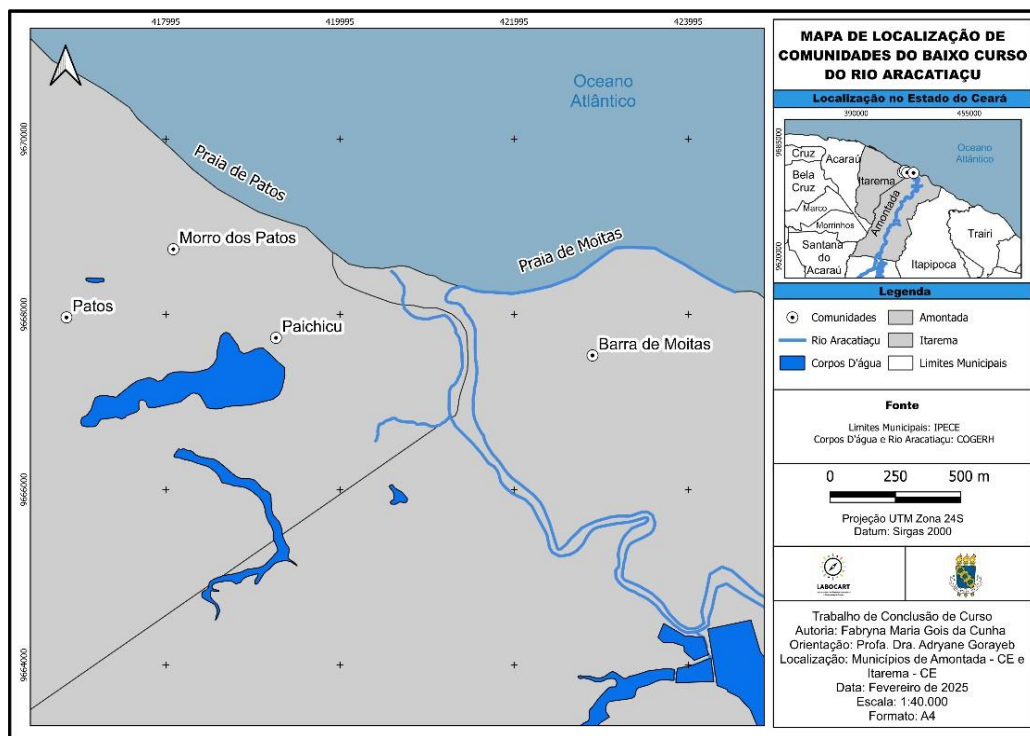 417995
419995
421995
423995
9670000
9668000
9666000
9664000
Oceano
Atlântico
Praia de Patos
Praia de Moitas
Morro dos Patos
Patos
Paichicu
Barra de Moitas
MAPA DE LOCALIZAÇÃO DE
COMUNIDADES DO BAIXO CURSO
DO RIO ARACATIAÇU
Localização no Estado do Ceará
390000
455000
9685000
9620000
Oceano
Atlântico
Cruz
Acaraú
Bela
Cruz
Itarema
Marco
Amontada
Morrinhos
Trairi
Santana
do
Acaraú
Itapipoca
Legenda
Comunidades
Amontada
Rio Aracatiaçu
Itarema
Corpos D'água
Limites Municipais
Fonte
Limites Municipais: IPECE
Corpos D'água e Rio Aracatiaçu: COGERH
0 250 500 m
Projeção UTM Zona 24S
Datum: Sirgas 2000
LABOCART
Trabalho de Conclusão de Curso
Autoria: Fabryna Maria Gois da Cunha
Orientação: Profa. Dra. Adryane Gorayeb
Localização: Municípios de Amontada - CE e
Itarema - CE
Data: Fevereiro de 2025
Escala: 1:40.000
Formato: A4